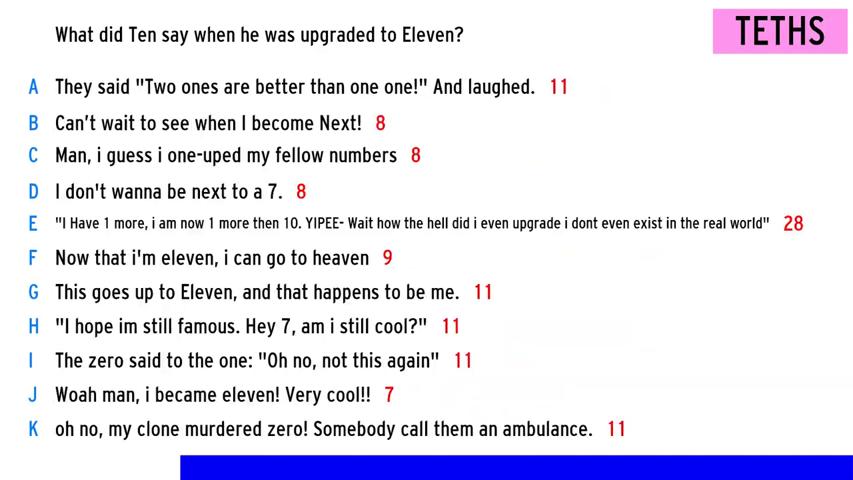 What did Ten say when he was upgraded to Eleven?
TETHS
A They said "Two ones are better than one one!" And laughed. 11
B Can't wait to see when I become Next! 8
C Man, i guess i one-uped my fellow numbers 8
D I don't wanna be next to a 7. 8
E "I Have 1 more, i am now 1 more then 10. YIPEE- Wait how the hell did i even upgrade i dont even exist in the real world" 28
F Now that i'm eleven, i can go to heaven 9
G This goes up to Eleven, and that happens to be me. 11
H "I hope im still famous. Hey 7, am i still cool?" 11
I The zero said to the one: "Oh no, not this again" 11
J Woah man, i became eleven! Very cool!! 7
K oh no, my clone murdered zero! Somebody call them an ambulance. 11